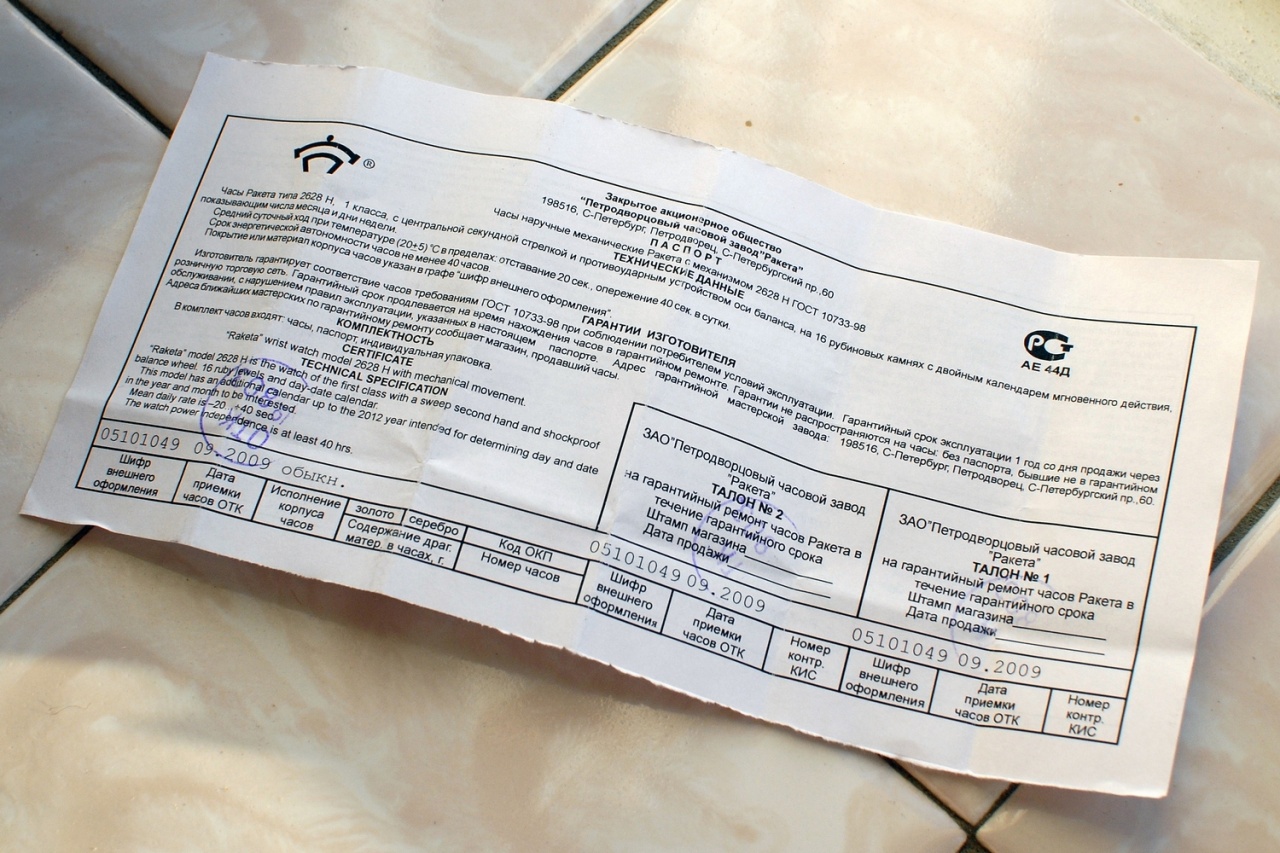 ®
Закрытое акционерное общество
"Петродворцовый часовой завод"Ракета"
198516, С-Петербург, Петродворец, С-Петербургский пр.,60
ПАСПОРТ
Часы наручные механические Ракета с механизмом 2628 Н ГОСТ 10733-98
ТЕХНИЧЕСКИЕ ДАННЫЕ
Часы Ракета типа 2628 Н, 1 класса, с центральной секундной стрелкой и противоударным устройством оси баланса, на 16 рубиновых камнях с двойным календарем мгновенного действия,
показывающим числа месяца и дни недели.
Средний суточный ход при температуре (20±5) °С в пределах: отставание 20 сек., опережение 40 сек. в сутки.
Срок энергетической автономности часов не менее 40 часов.
Покрытие или материал корпуса часов указан в графе "шифр внешнего оформления".
ГАРАНТИИ ИЗГОТОВИТЕЛЯ
Изготовитель гарантирует соответствие часов требованиям ГОСТ 10733-98 при соблюдении потребителем условий эксплуатации. Гарантийный срок эксплуатации 1 год со дня продажи через
розничную торговую сеть. Гарантийный срок продлевается на время нахождения часов в гарантийном ремонте. Гарантии не распространяются на часы: без паспорта, бывшие не в гарантийном
обслуживании, с нарушением правил эксплуатации, указанных в настоящем паспорте. Адрес гарантийной мастерской завода: 198516, С-Петербург, Петродворец, С-Петербургский пр.,60.
Адреса ближайших мастерских по гарантийному ремонту сообщает магазин, продавший часы.
КОМПЛЕКТНОСТЬ
В комплект часов входят: часы, паспорт, индивидуальная упаковка.
CERTIFICATE
"Raketa" wrist watch model 2628 H with mechanical movement.
TECHNICAL SPECIFICATION
"Raketa" model 2628 H is the watch of the first class with a sweep second hand and shockproof
balance wheel. 16 ruby jewels and day-date calendar.
This model has an additional calendar up to the 2012 year intended for determining day and date
in the year and month to be interested.
Mean daily rate is –20...+40 sec.
The watch power independence is at least 40 hrs.
РСТ
АЕ 44Д
05101049 09.2009 обыкн.
Шифр
внешнего
оформления
Дата
приемки
часов ОТК
Исполнение
корпуса
часов
золото
серебро
Содержание драг.
матер. в часах, г.
Код ОКП
Номер часов
ЗАО"Петродворцовый часовой завод
"Ракета"
ТАЛОН № 2
на гарантийный ремонт часов Ракета в
течение гарантийного срока
Штамп магазина
Дата продажи
05101049 09.2009
Шифр
внешнего
оформления
Дата
приемки
часов ОТК
Номер
контр.
КИС
ЗАО"Петродворцовый часовой завод
"Ракета"
ТАЛОН № 1
на гарантийный ремонт часов Ракета в
течение гарантийного срока
Штамп магазина
Дата продажи
05101049 09.2009
Шифр
внешнего
оформления
Дата
приемки
часов ОТК
Номер
контр.
КИС